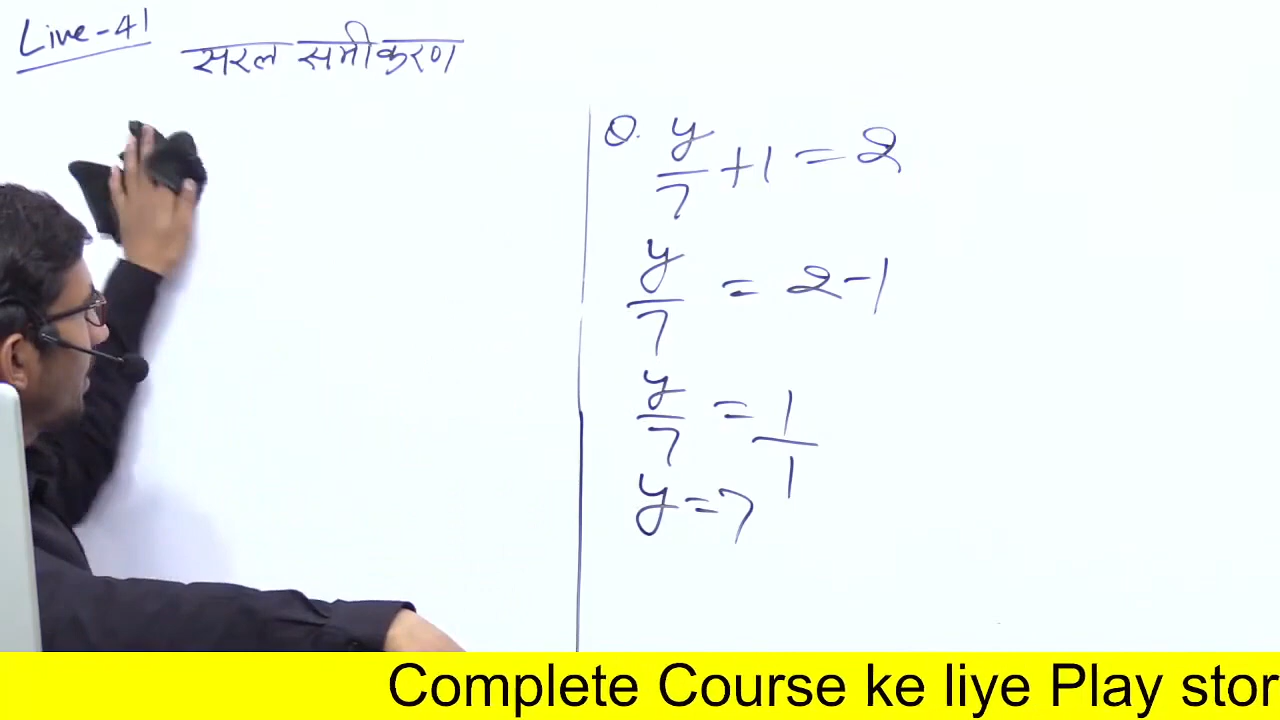 Live-41
सरल समीकरण
Q. y/7 + 1 = 2
y/7 = 2-1
y/7 = 1/1
y=7
Complete Course ke liye Play stor